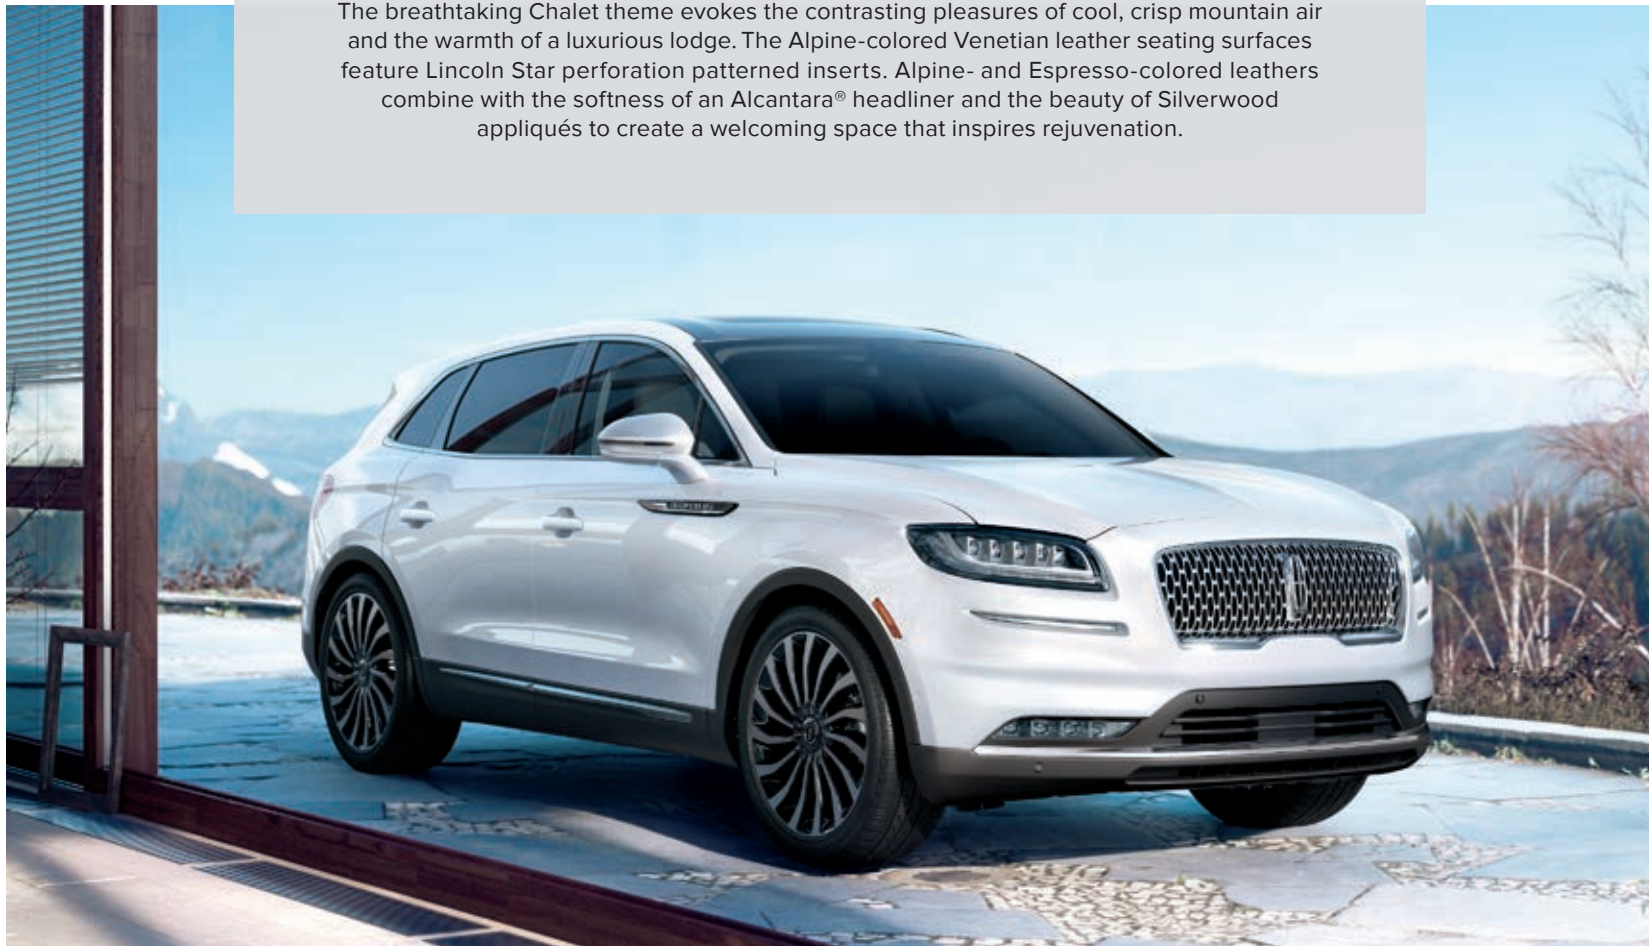 The breathtaking Chalet theme evokes the contrasting pleasures of cool, crisp mountain air
and the warmth of a luxurious lodge. The Alpine-colored Venetian leather seating surfaces
feature Lincoln Star perforation patterned inserts. Alpine- and Espresso-colored leathers
combine with the softness of an Alcantara® headliner and the beauty of Silverwood
appliqués to create a welcoming space that inspires rejuvenation.